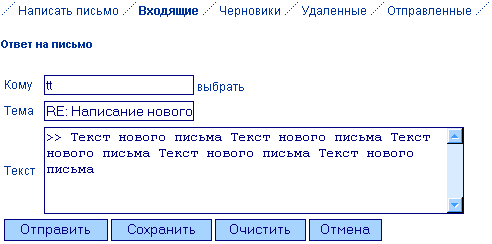 Написать письмо Входящие Черновики Удаленные Отправленные
Ответ на письмо
Кому tt выбрать
Тема RE: Написание нового
Текст
>> Текст нового письма Текст нового письма Текст
нового письма Текст нового письма Текст нового
письма
Отправить Сохранить Очистить Отмена